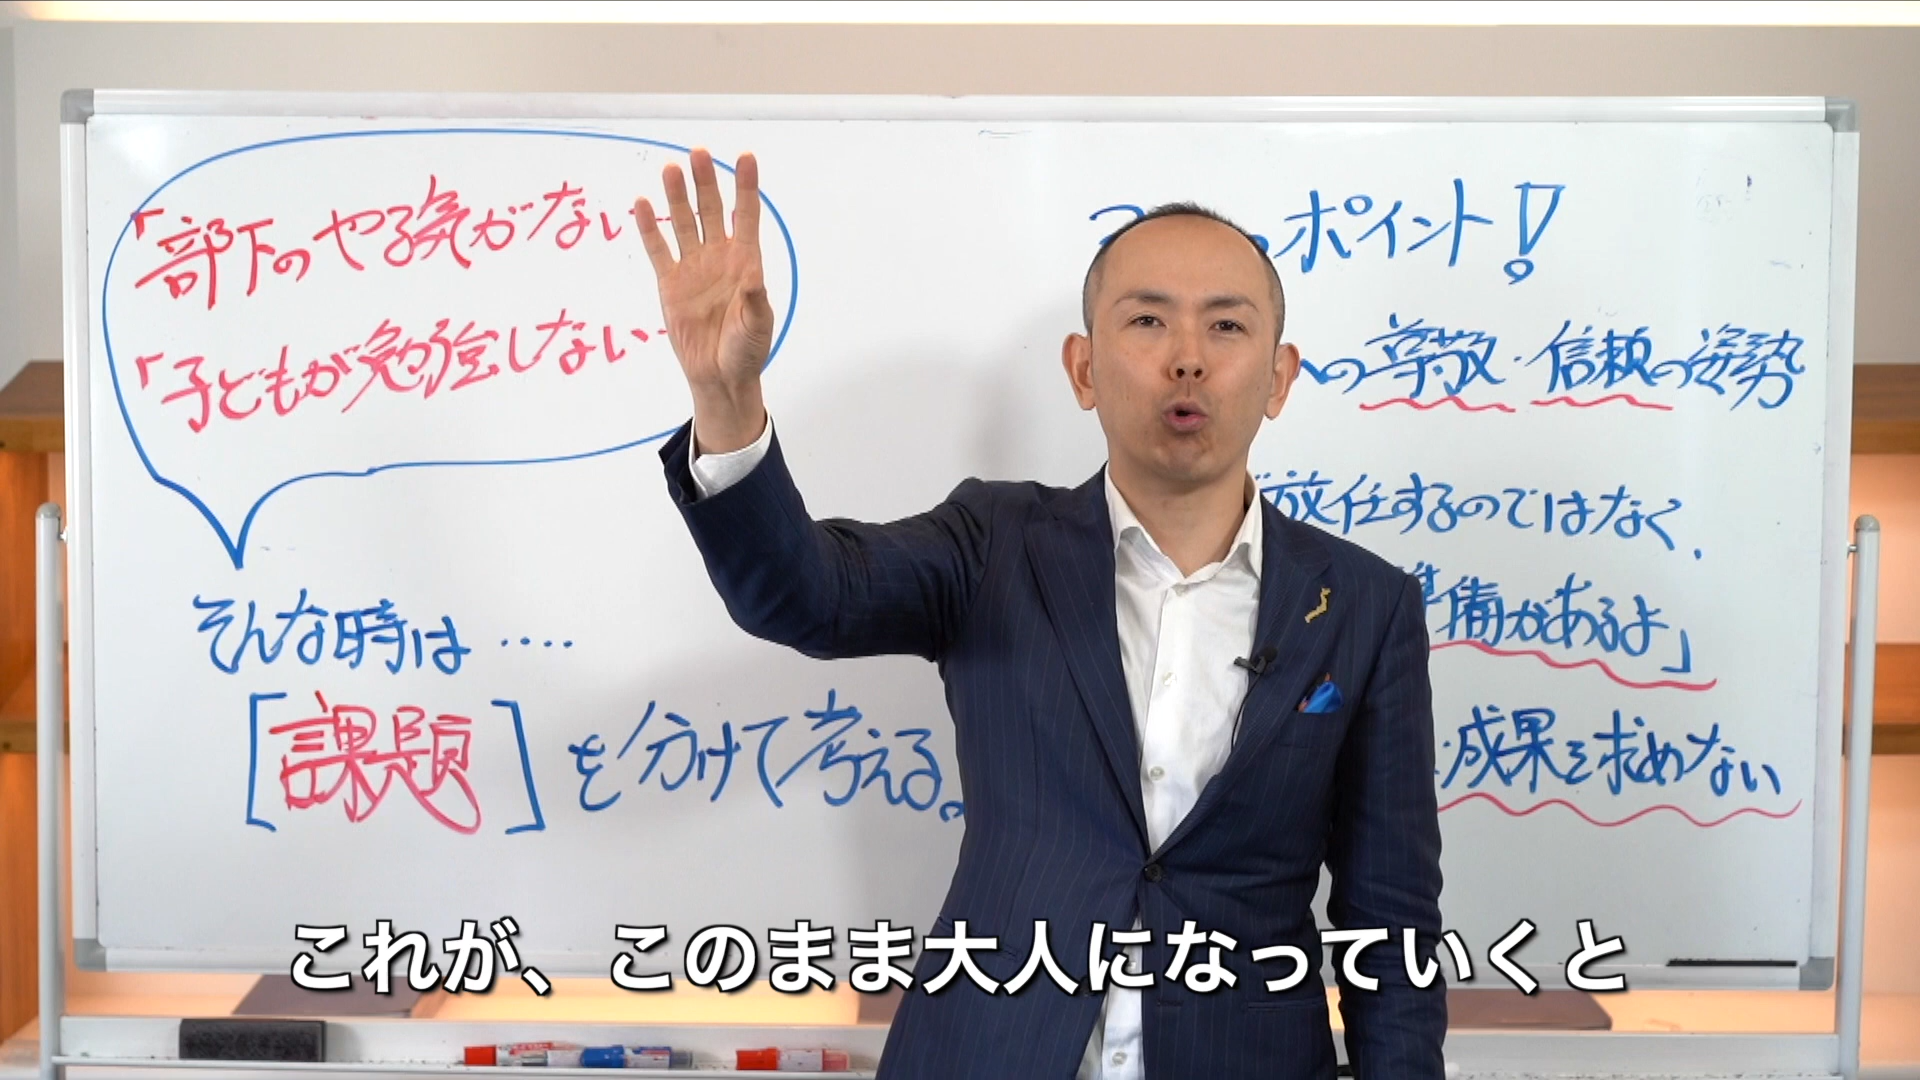 「部下のやる気がない
「子どもが勉強しない
そんな時は‥‥
[課題]を分けて考える。
ポイント!
への尊敬・信頼の姿勢
放任するのではなく、
準備があるよ」
成果を求めない
これが、このまま大人になっていくと